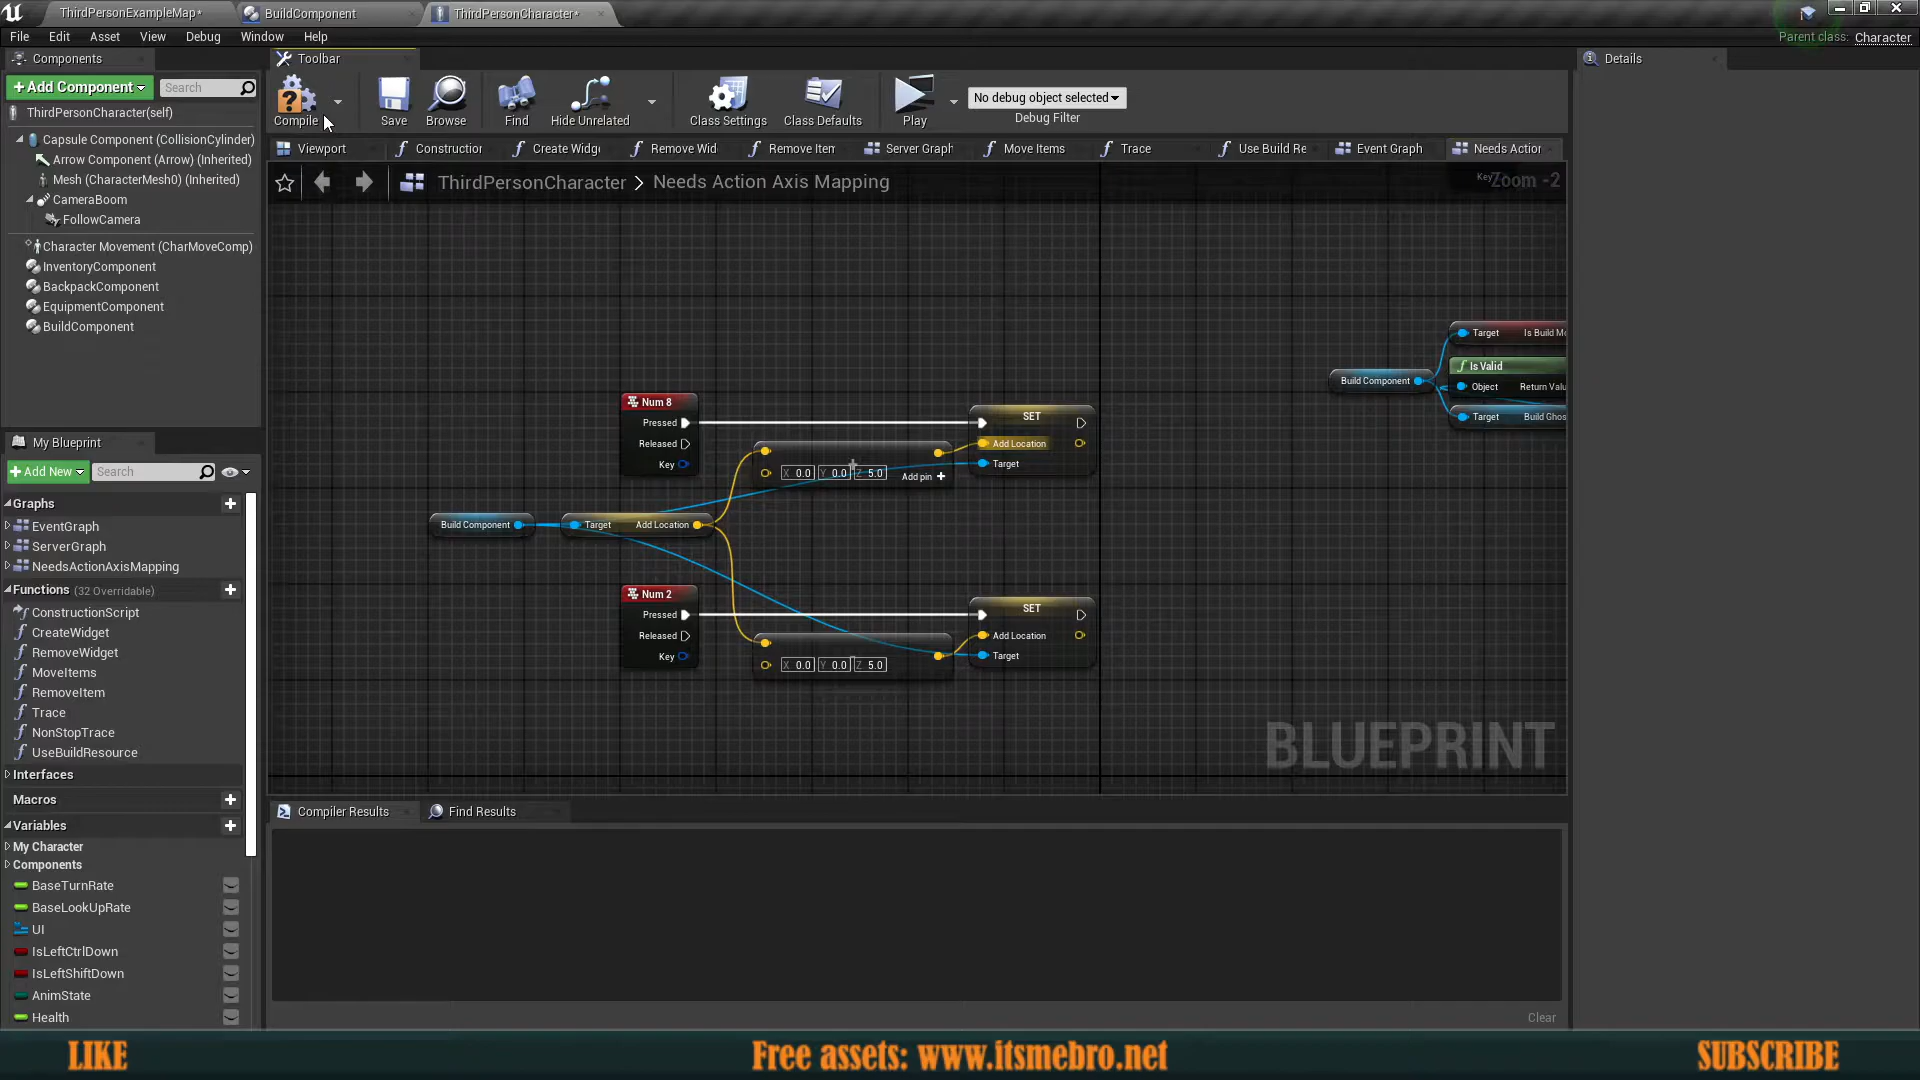 ThirdPersonExampleMap*
BuildComponent
ThirdPersonCharacter*
File Edit Asset View Debug Window Help
Parent class: Character
Components
Toolbar
Details
+Add Component
Search
ThirdPersonCharacter(self)
Capsule Component (CollisionCylinder)
Arrow Component (Arrow) (Inherited)
Mesh (CharacterMesh0) (Inherited)
CameraBoom
FollowCamera
Character Movement (CharMoveComp)
InventoryComponent
BackpackComponent
EquipmentComponent
BuildComponent
Compile
Save
Browse
Find
Hide Unrelated
Class Settings
Class Defaults
Play
No debug object selected
Debug Filter
Viewport
Construction
Create Widg
Remove Wid
Remove Item
Server Graph
Move Items
Trace
Use Build Re
Event Graph
Needs Action
ThirdPersonCharacter > Needs Action Axis Mapping
Key
Zoom -2
Num 8
Pressed
Released
Key
X 0.0 Y 0.0 Z 5.0
Add pin +
SET
Add Location
Target
Build Component
Target Add Location
Num 2
Pressed
Released
Key
X 0.0 Y 0.0 Z 5.0
SET
Add Location
Target
Build Component
Target Is Build Mo
f Is Valid
Object Return Valu
Target Build Ghos
BLUEPRINT
My Blueprint
+Add New
Search
Graphs
EventGraph
ServerGraph
NeedsActionAxisMapping
Functions (32 Overridable)
ConstructionScript
CreateWidget
RemoveWidget
MoveItems
RemoveItem
Trace
NonStopTrace
UseBuildResource
Interfaces
Macros
Variables
My Character
Components
BaseTurnRate
BaseLookUpRate
UI
IsLeftCtrlDown
IsLeftShiftDown
AnimState
Health
Compiler Results
Find Results
Clear
LIKE
Free assets: www.itsmebro.net
SUBSCRIBE